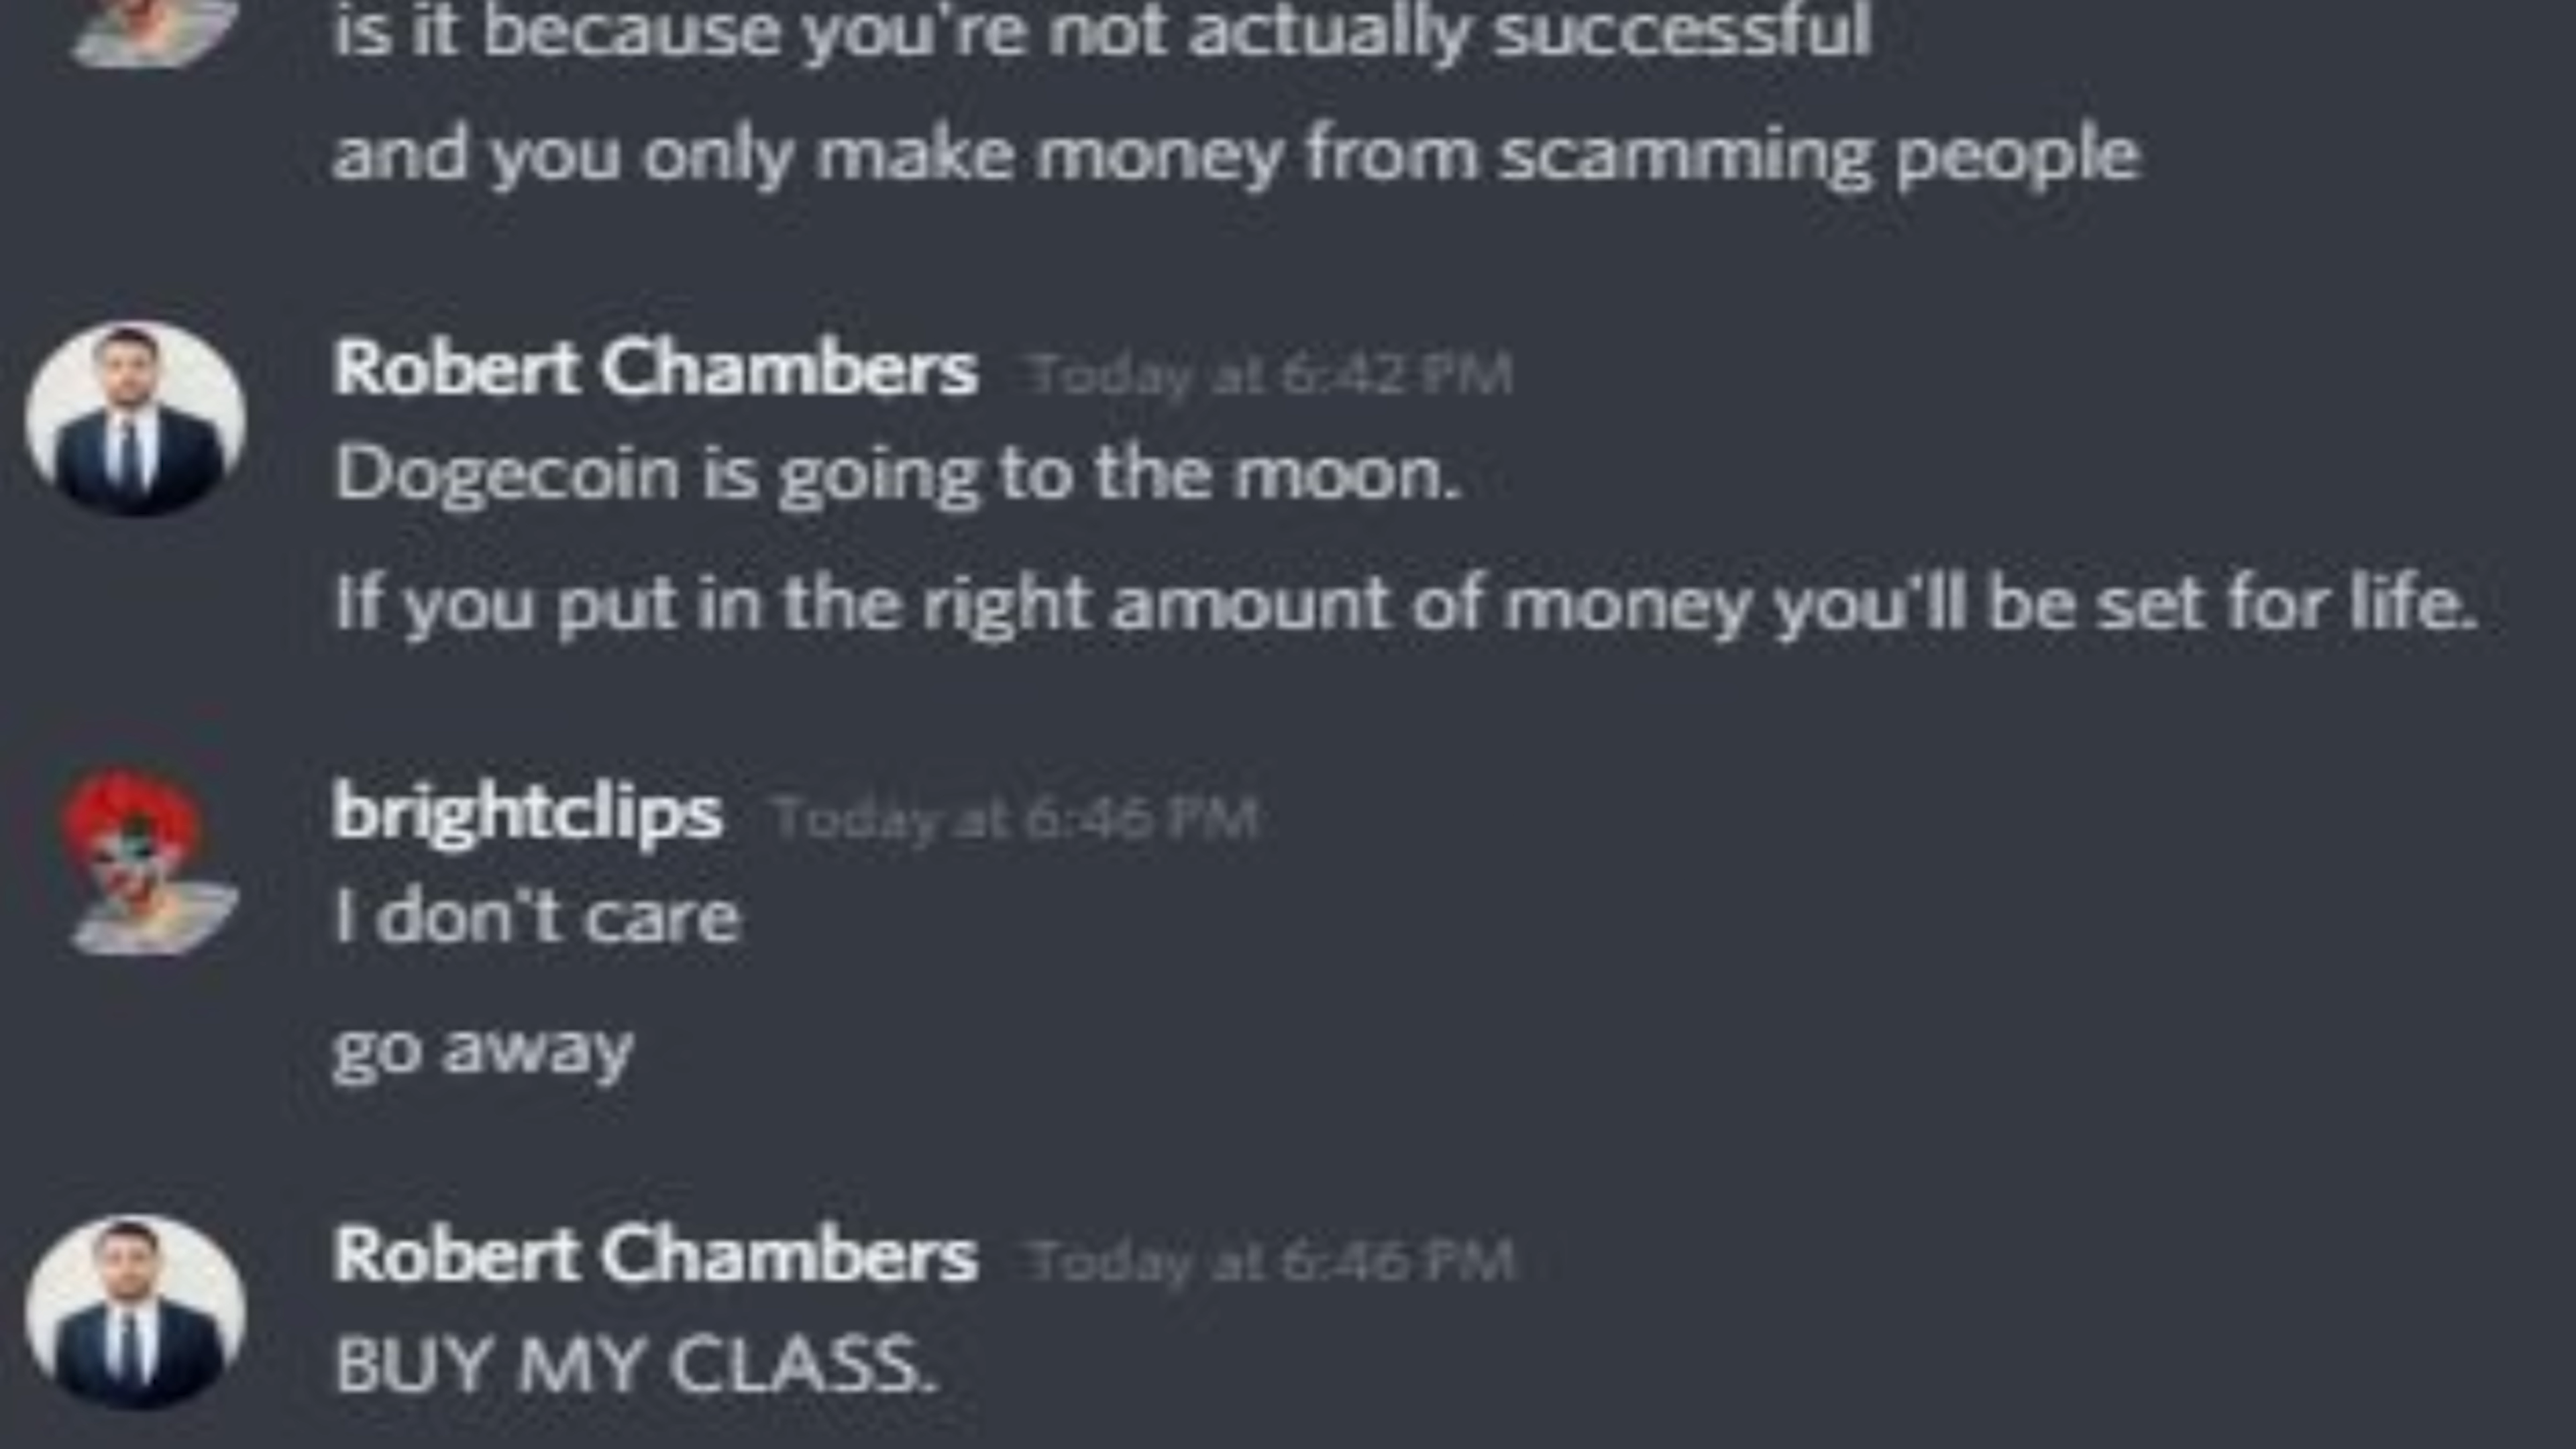 is it because you're not actually successful
and you only make money from scamming people
Robert Chambers Today at 6:42 PM
Dogecoin is going to the moon.
If you put in the right amount of money you'll be set for life.
brightclips Today at 6:46 PM
I don't care
go away
Robert Chambers Today at 6:46 PM
BUY MY CLASS.